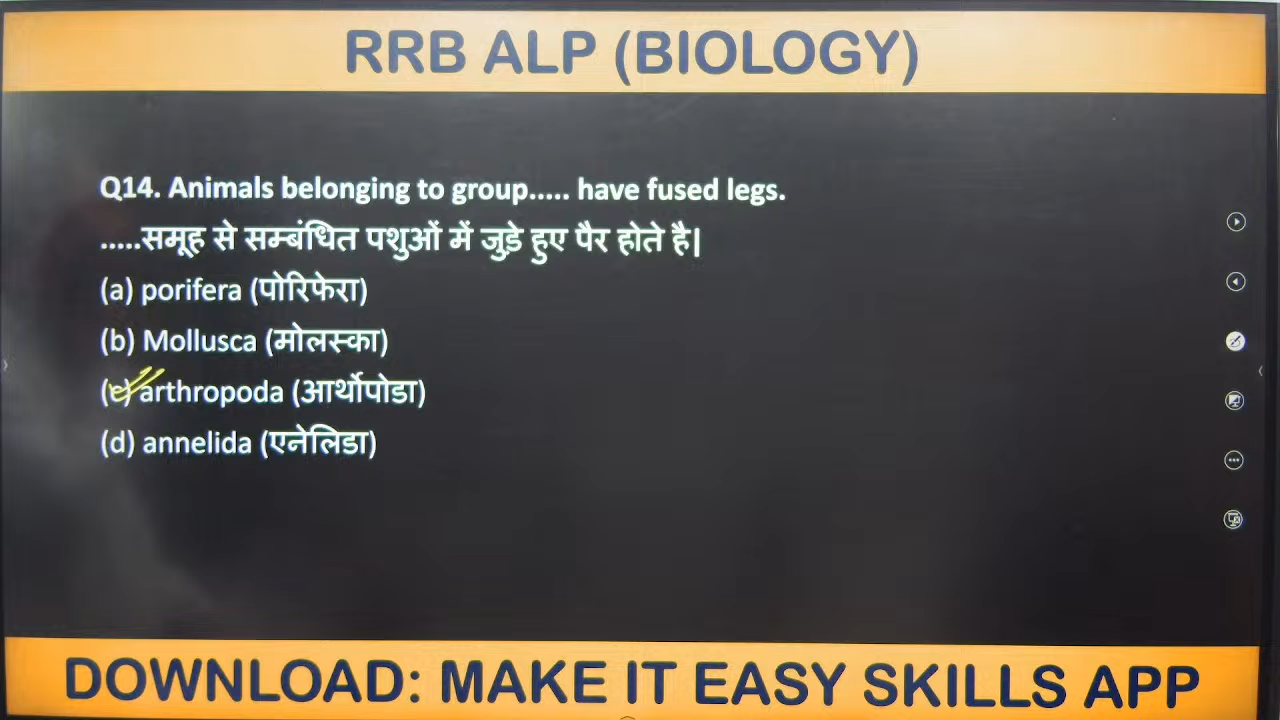 RRB ALP (BIOLOGY)
Q14. Animals belonging to group..... have fused legs.
.....समूह से सम्बंधित पशुओं में जुड़े हुए पैर होते है|
(a) porifera (पोरिफेरा)
(b) Mollusca (मोलस्का)
(c) arthropoda (आर्थोपोडा)
(d) annelida (एनेलिडा)
DOWNLOAD: MAKE IT EASY SKILLS APP